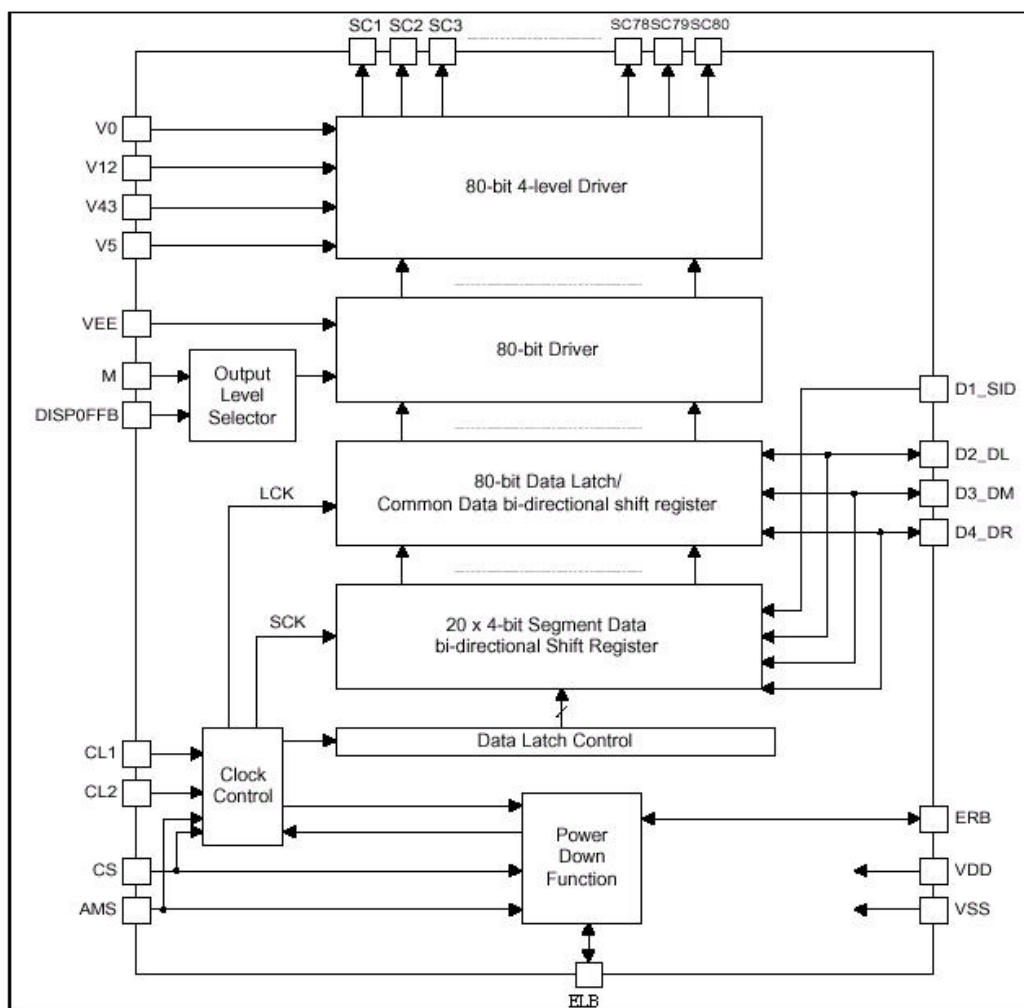 SC1 SC2 SC3 SC78 SC79 SC80
V0
V12
80-bit 4-level Driver
V43
V5
VEE
80-bit Driver
M
Output
Level
Selector
DISP0FFB
D1_SID
D2_DL
80-bit Data Latch/
Common Data bi-directional shift register
LCK
D3_DM
D4_DR
SCK
20 x 4-bit Segment Data
bi-directional Shift Register
Data Latch Control
CL1
CL2
Clock
Control
Power
Down
Function
ERB
CS
VDD
AMS
VSS
ELB